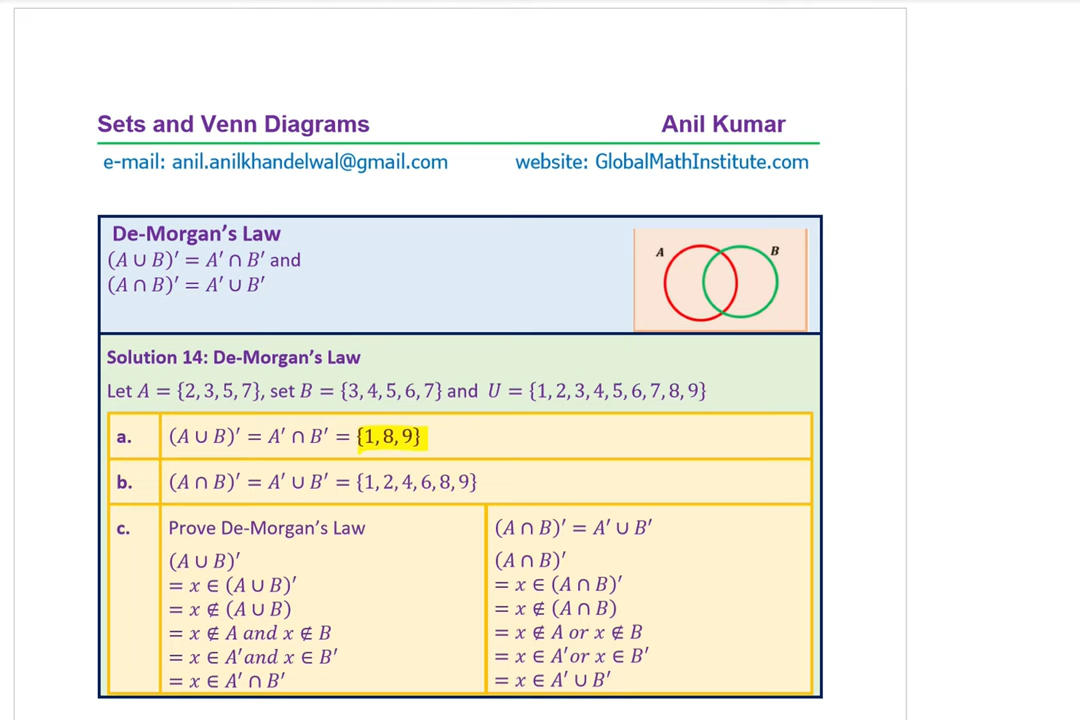 Sets and Venn Diagrams Anil Kumar
e-mail: anil.anilkhandelwal@gmail.com website: GlobalMathInstitute.com
De-Morgan’s Law
(A ∪ B)′ = A′ ∩ B′ and
(A ∩ B)′ = A′ ∪ B′
A B
Solution 14: De-Morgan’s Law
Let A = {2, 3, 5, 7}, set B = {3, 4, 5, 6, 7} and U = {1, 2, 3, 4, 5, 6, 7, 8, 9}
a. (A ∪ B)′ = A′ ∩ B′ = {1, 8, 9}
b. (A ∩ B)′ = A′ ∪ B′ = {1, 2, 4, 6, 8, 9}
c. Prove De-Morgan’s Law
(A ∪ B)′
= x ∈ (A ∪ B)′
= x ∉ (A ∪ B)
= x ∉ A and x ∉ B
= x ∈ A′and x ∈ B′
= x ∈ A′ ∩ B′
(A ∩ B)′ = A′ ∪ B′
(A ∩ B)′
= x ∈ (A ∩ B)′
= x ∉ (A ∩ B)
= x ∉ A or x ∉ B
= x ∈ A′or x ∈ B′
= x ∈ A′ ∪ B′